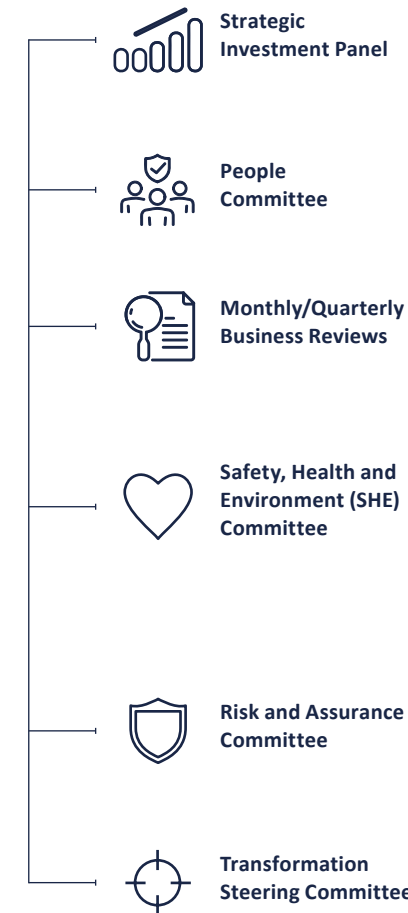 Strategic
Investment Panel
People
Committee
Monthly/Quarterly
Business Reviews
Safety, Health and
Environment (SHE)
Committee
Risk and Assurance
Committee
Transformation
Steering Committee